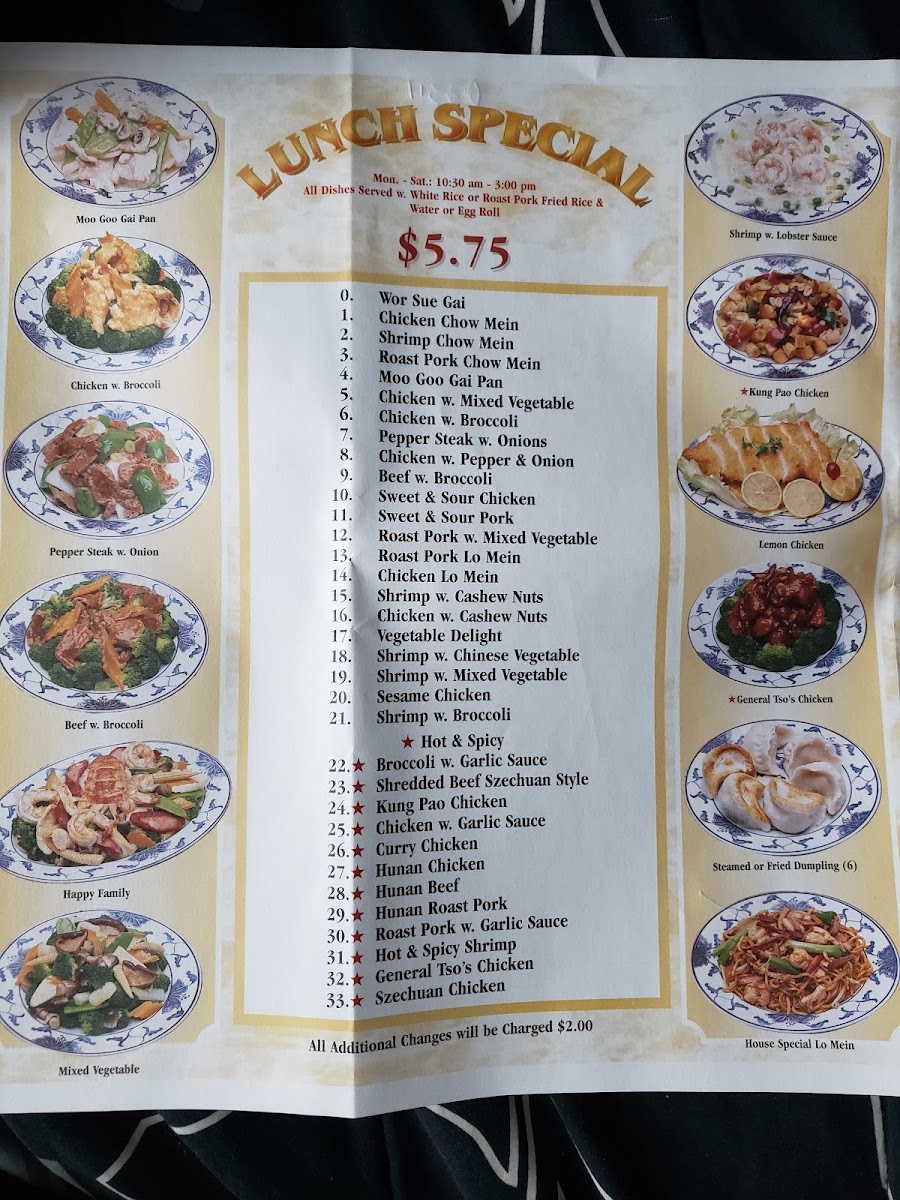 LUNCH SPECIAL
Mon. - Sat.: 10:30 am - 3:00 pm
All Dishes Served w. White Rice or Roast Pork Fried Rice &
Water or Egg Roll
$5.75
0. Wor Sue Gai
1. Chicken Chow Mein
2. Shrimp Chow Mein
3. Roast Pork Chow Mein
4. Moo Goo Gai Pan
5. Chicken w. Mixed Vegetable
6. Chicken w. Broccoli
7. Pepper Steak w. Onions
8. Chicken w. Pepper & Onion
9. Beef w. Broccoli
10. Sweet & Sour Chicken
11. Sweet & Sour Pork
12. Roast Pork w. Mixed Vegetable
13. Roast Pork Lo Mein
14. Chicken Lo Mein
15. Shrimp w. Cashew Nuts
16. Chicken w. Cashew Nuts
17. Vegetable Delight
18. Shrimp w. Chinese Vegetable
19. Shrimp w. Mixed Vegetable
20. Sesame Chicken
21. Shrimp w. Broccoli
★ Hot & Spicy
22.★ Broccoli w. Garlic Sauce
23.★ Shredded Beef Szechuan Style
24.★ Kung Pao Chicken
25.★ Chicken w. Garlic Sauce
26.★ Curry Chicken
27.★ Hunan Chicken
28.★ Hunan Beef
29.★ Hunan Roast Pork
30.★ Roast Pork w. Garlic Sauce
31.★ Hot & Spicy Shrimp
32.★ General Tso's Chicken
33.★ Szechuan Chicken
All Additional Changes will be Charged $2.00
Moo Goo Gai Pan
Chicken w. Broccoli
Pepper Steak w. Onion
Beef w. Broccoli
Happy Family
Mixed Vegetable
Shrimp w. Lobster Sauce
★Kung Pao Chicken
Lemon Chicken
★General Tso's Chicken
Steamed or Fried Dumpling (6)
House Special Lo Mein